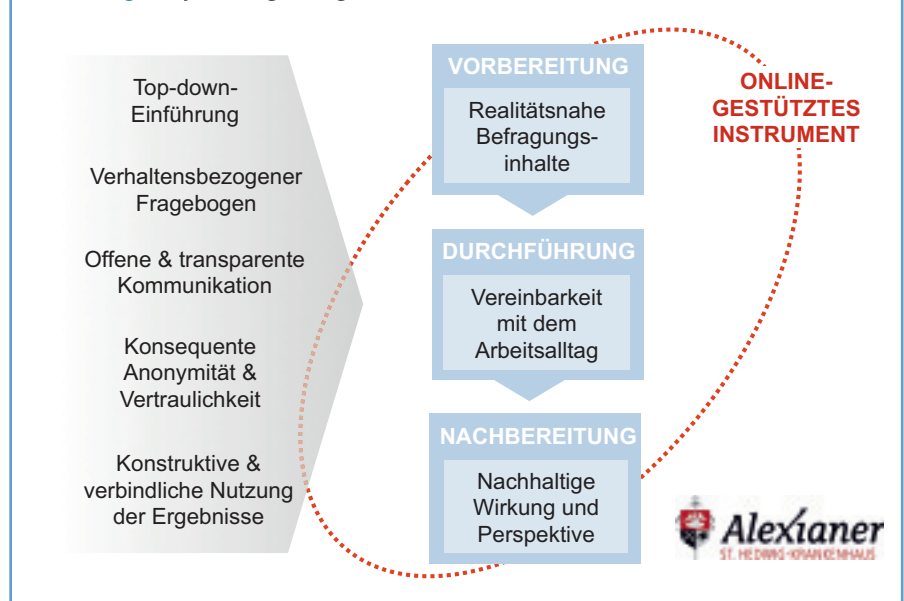 Top-down-
Einführung
Verhaltensbezogener
Fragebogen
Offene & transparente
Kommunikation
Konsequente
Anonymität &
Vertraulichkeit
Konstruktive &
verbindliche Nutzung
der Ergebnisse
VORBEREITUNG
Realitätsnahe
Befragungs-
inhalte
DURCHFÜHRUNG
Vereinbarkeit
mit dem
Arbeitsalltag
NACHBEREITUNG
Nachhaltige
Wirkung und
Perspektive
ONLINE-
GESTÜTZTES
INSTRUMENT
Alexianer
ST. HEDWIG-KRANKENHAUS